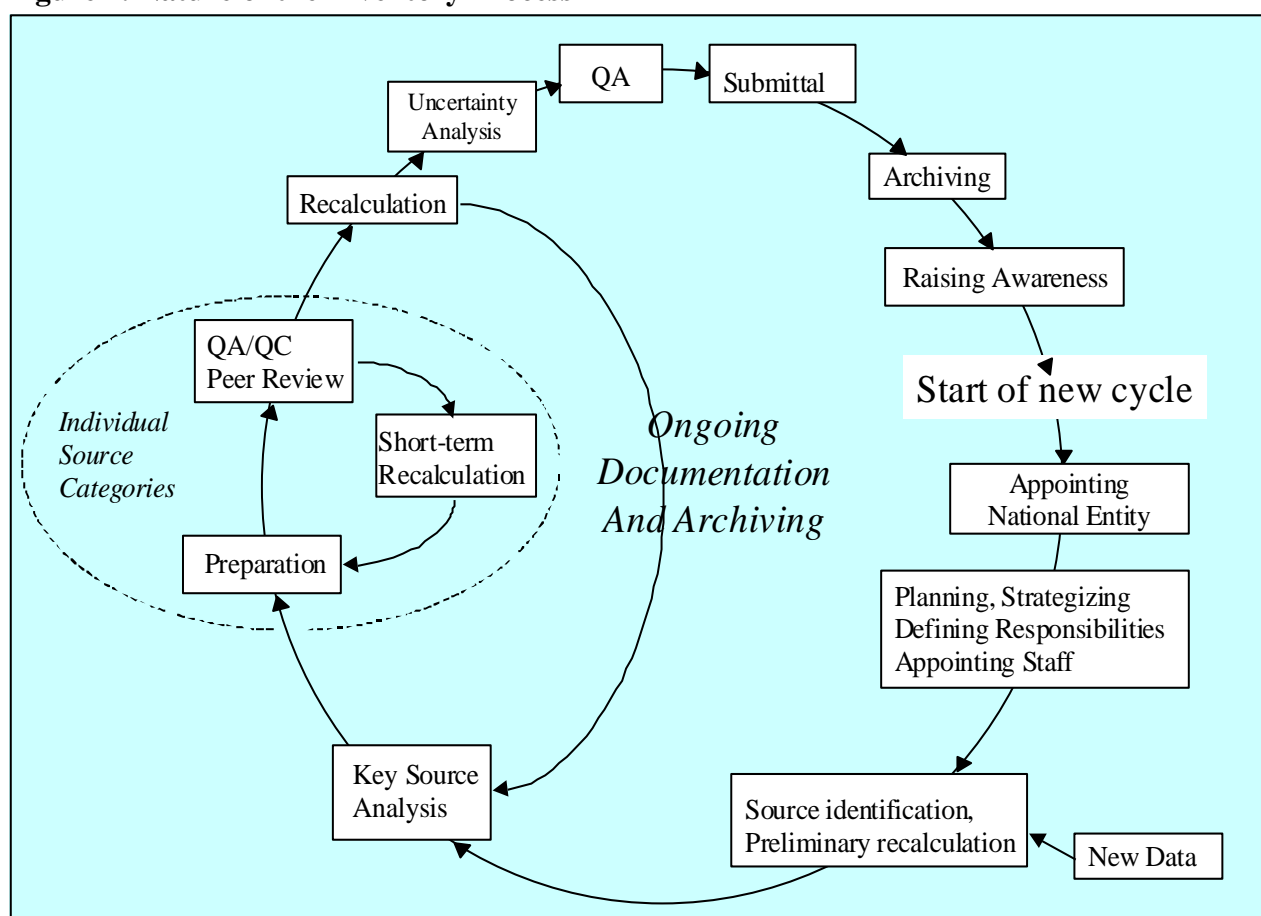 QA
Submittal
Uncertainty
Analysis
Archiving
Recalculation
Raising Awareness
QA/QC
Peer Review
Start of new cycle
Individual
Source
Categories
Short-term
Recalculation
Ongoing
Documentation
And Archiving
Appointing
National Entity
Preparation
Planning, Strategizing
Defining Responsibilities
Appointing Staff
Key Source
Analysis
Source identification,
Preliminary recalculation
New Data